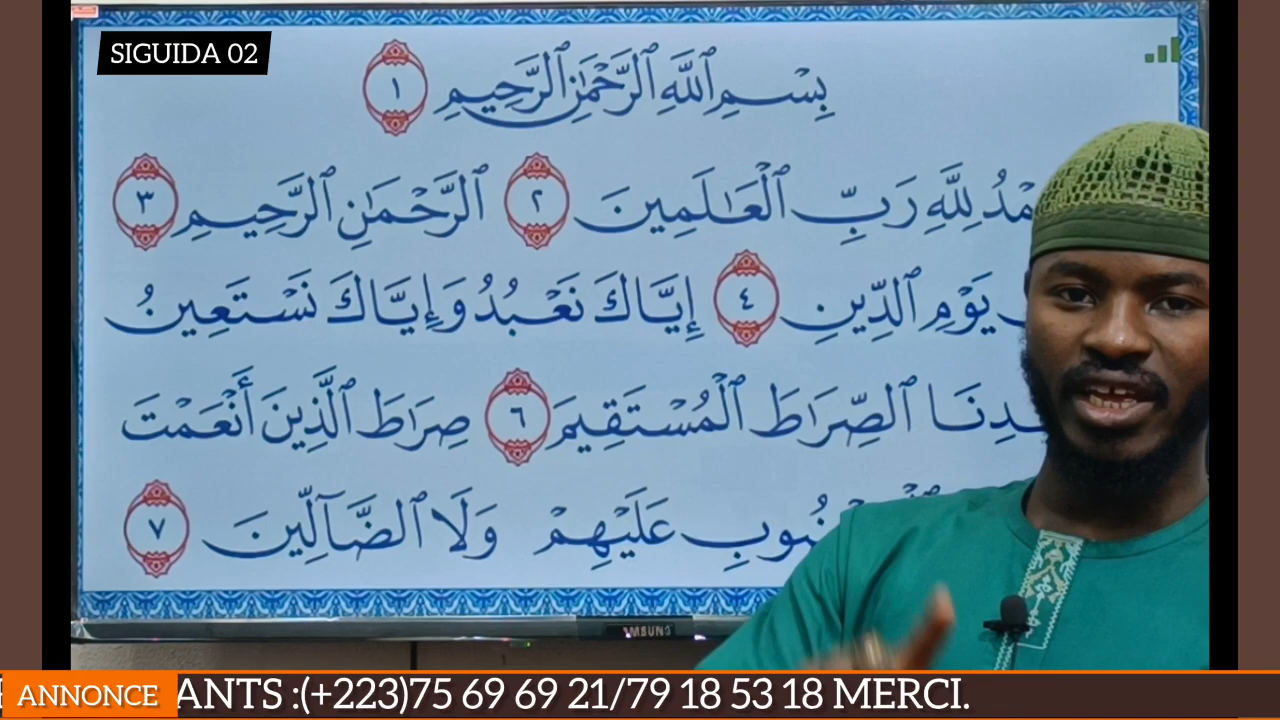 SIGUIDA 02
بِسْمِ ٱللَّهِ ٱلرَّحْمَٰنِ ٱلرَّحِيمِ ١
لِلَّهِ رَبِّ ٱلْعَٰلَمِينَ ٢ ٱلرَّحْمَٰنِ ٱلرَّحِيمِ ٣
يَوْمِ ٱلدِّينِ ٤ إِيَّاكَ نَعْبُدُ وَإِيَّاكَ نَسْتَعِينُ
ٱلصِّرَٰطَ ٱلْمُسْتَقِيمَ ٦ صِرَٰطَ ٱلَّذِينَ أَنْعَمْتَ
عَلَيْهِمْ وَلَا ٱلضَّآلِّينَ ٧
SAMSUNG
ANNONCE ANTS :(+223)75 69 69 21/79 18 53 18 MERCI.